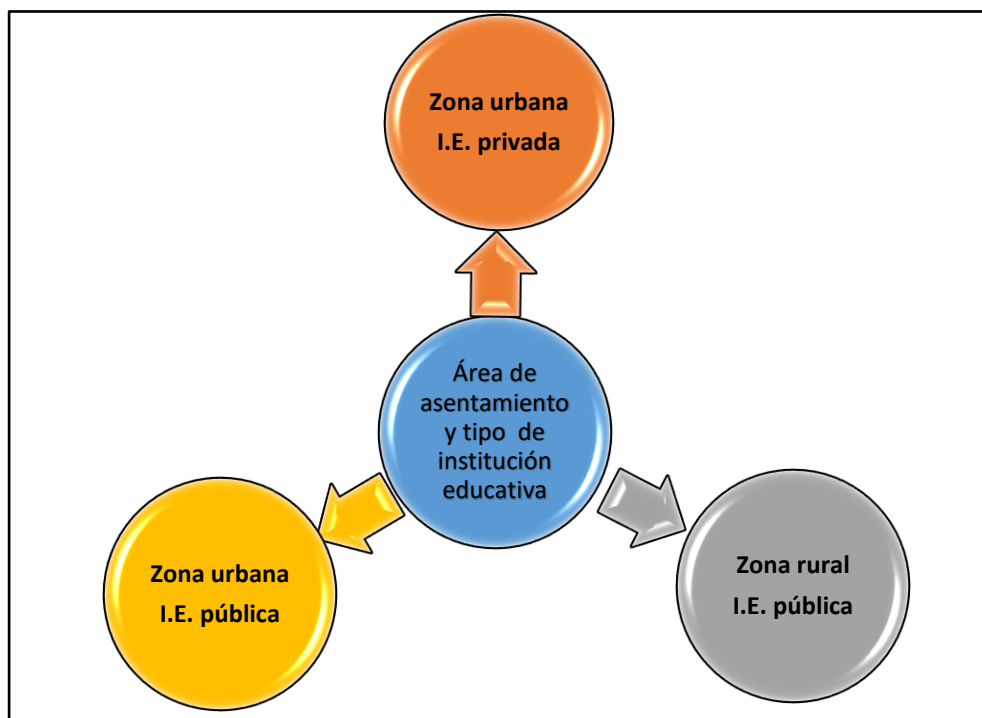 Zona urbana
I.E. privada
Área de
asentamiento
y tipo de
institución
educativa
Zona urbana
I.E. pública
Zona rural
I.E. pública